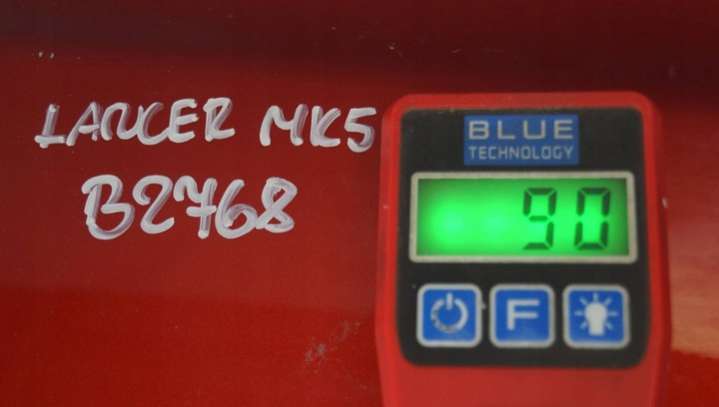 LANCER MK5
B2768
BLUE
TECHNOLOGY
90
F